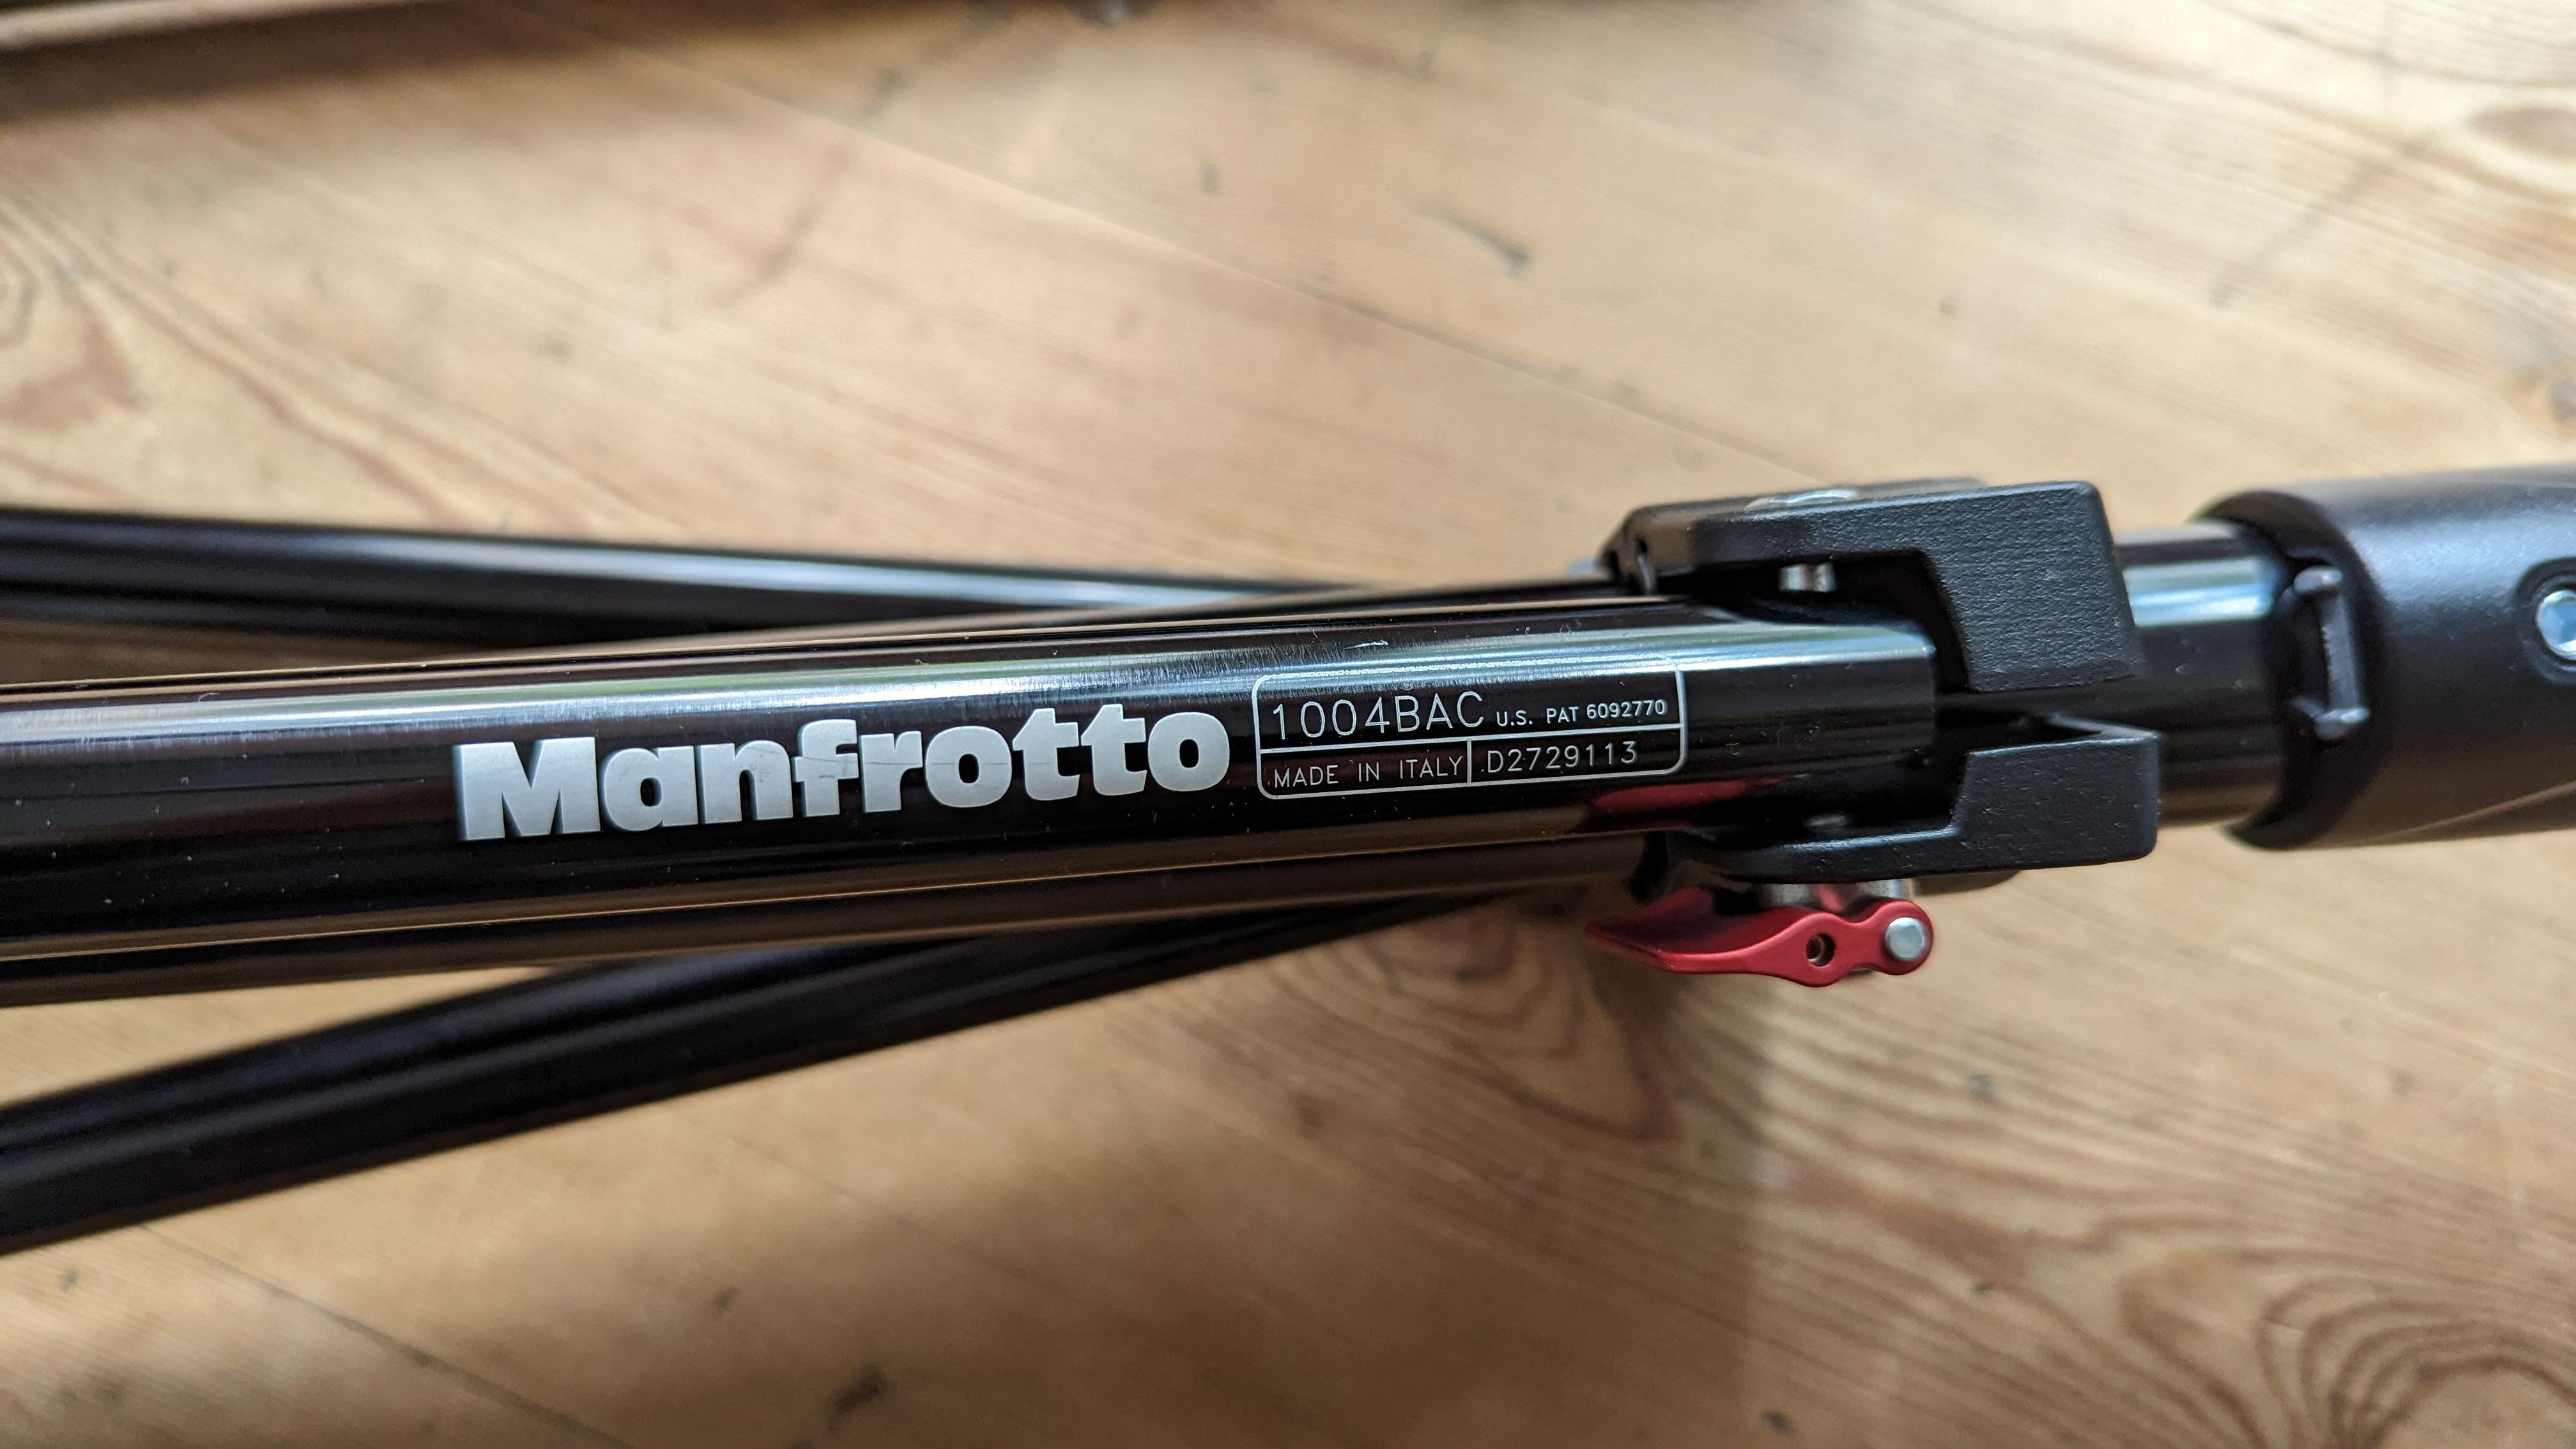 Manfrotto
1004BAC U.S. PAT 6092770
MADE IN ITALY D2729113